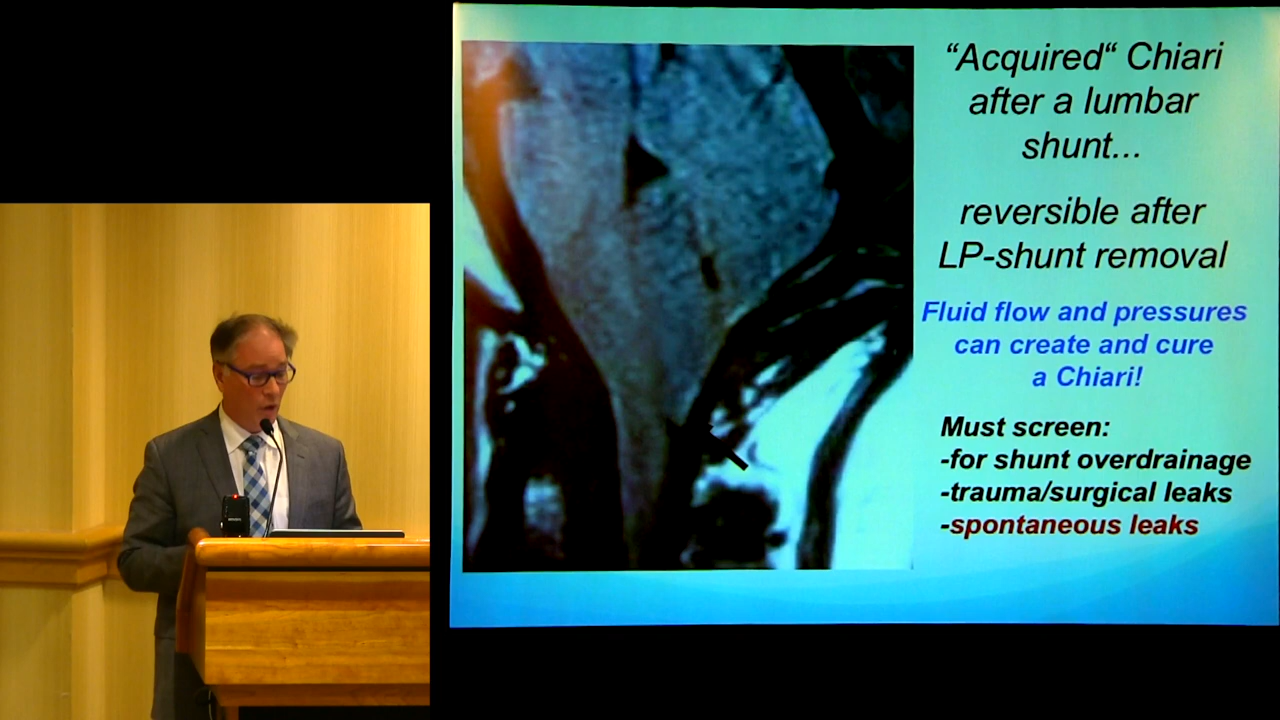 “Acquired“ Chiari
after a lumbar
shunt...
reversible after
LP-shunt removal
Fluid flow and pressures
can create and cure
a Chiari!
Must screen:
-for shunt overdrainage
-trauma/surgical leaks
-spontaneous leaks